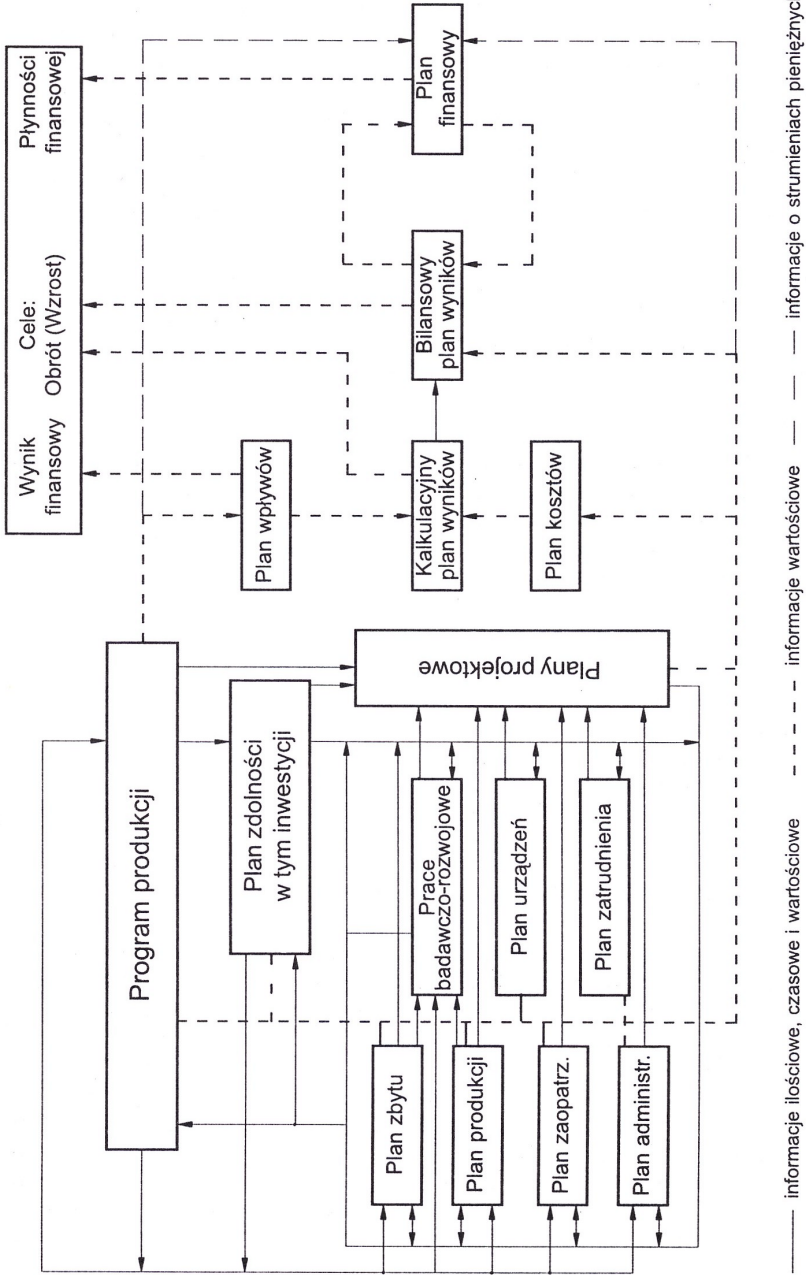 Program produkcji
Plan zdolności
w tym inwestycji
Plan zbytu
Plan produkcji
Plan zaopatrz.
Plan administr.
Prace
badawczo-rozwojowe
Plan urządzeń
Plan zatrudnienia
Plany projektowe
Wynik
finansowy
Cele:
Obrót (Wzrost)
Płynności
finansowej
Plan wpływów
Kalkulacyjny
plan wyników
Plan kosztów
Bilansowy
plan wyników
Plan
finansowy
informacje ilościowe, czasowe i wartościowe
informacje wartościowe
informacje o strumieniach pieniężnyc